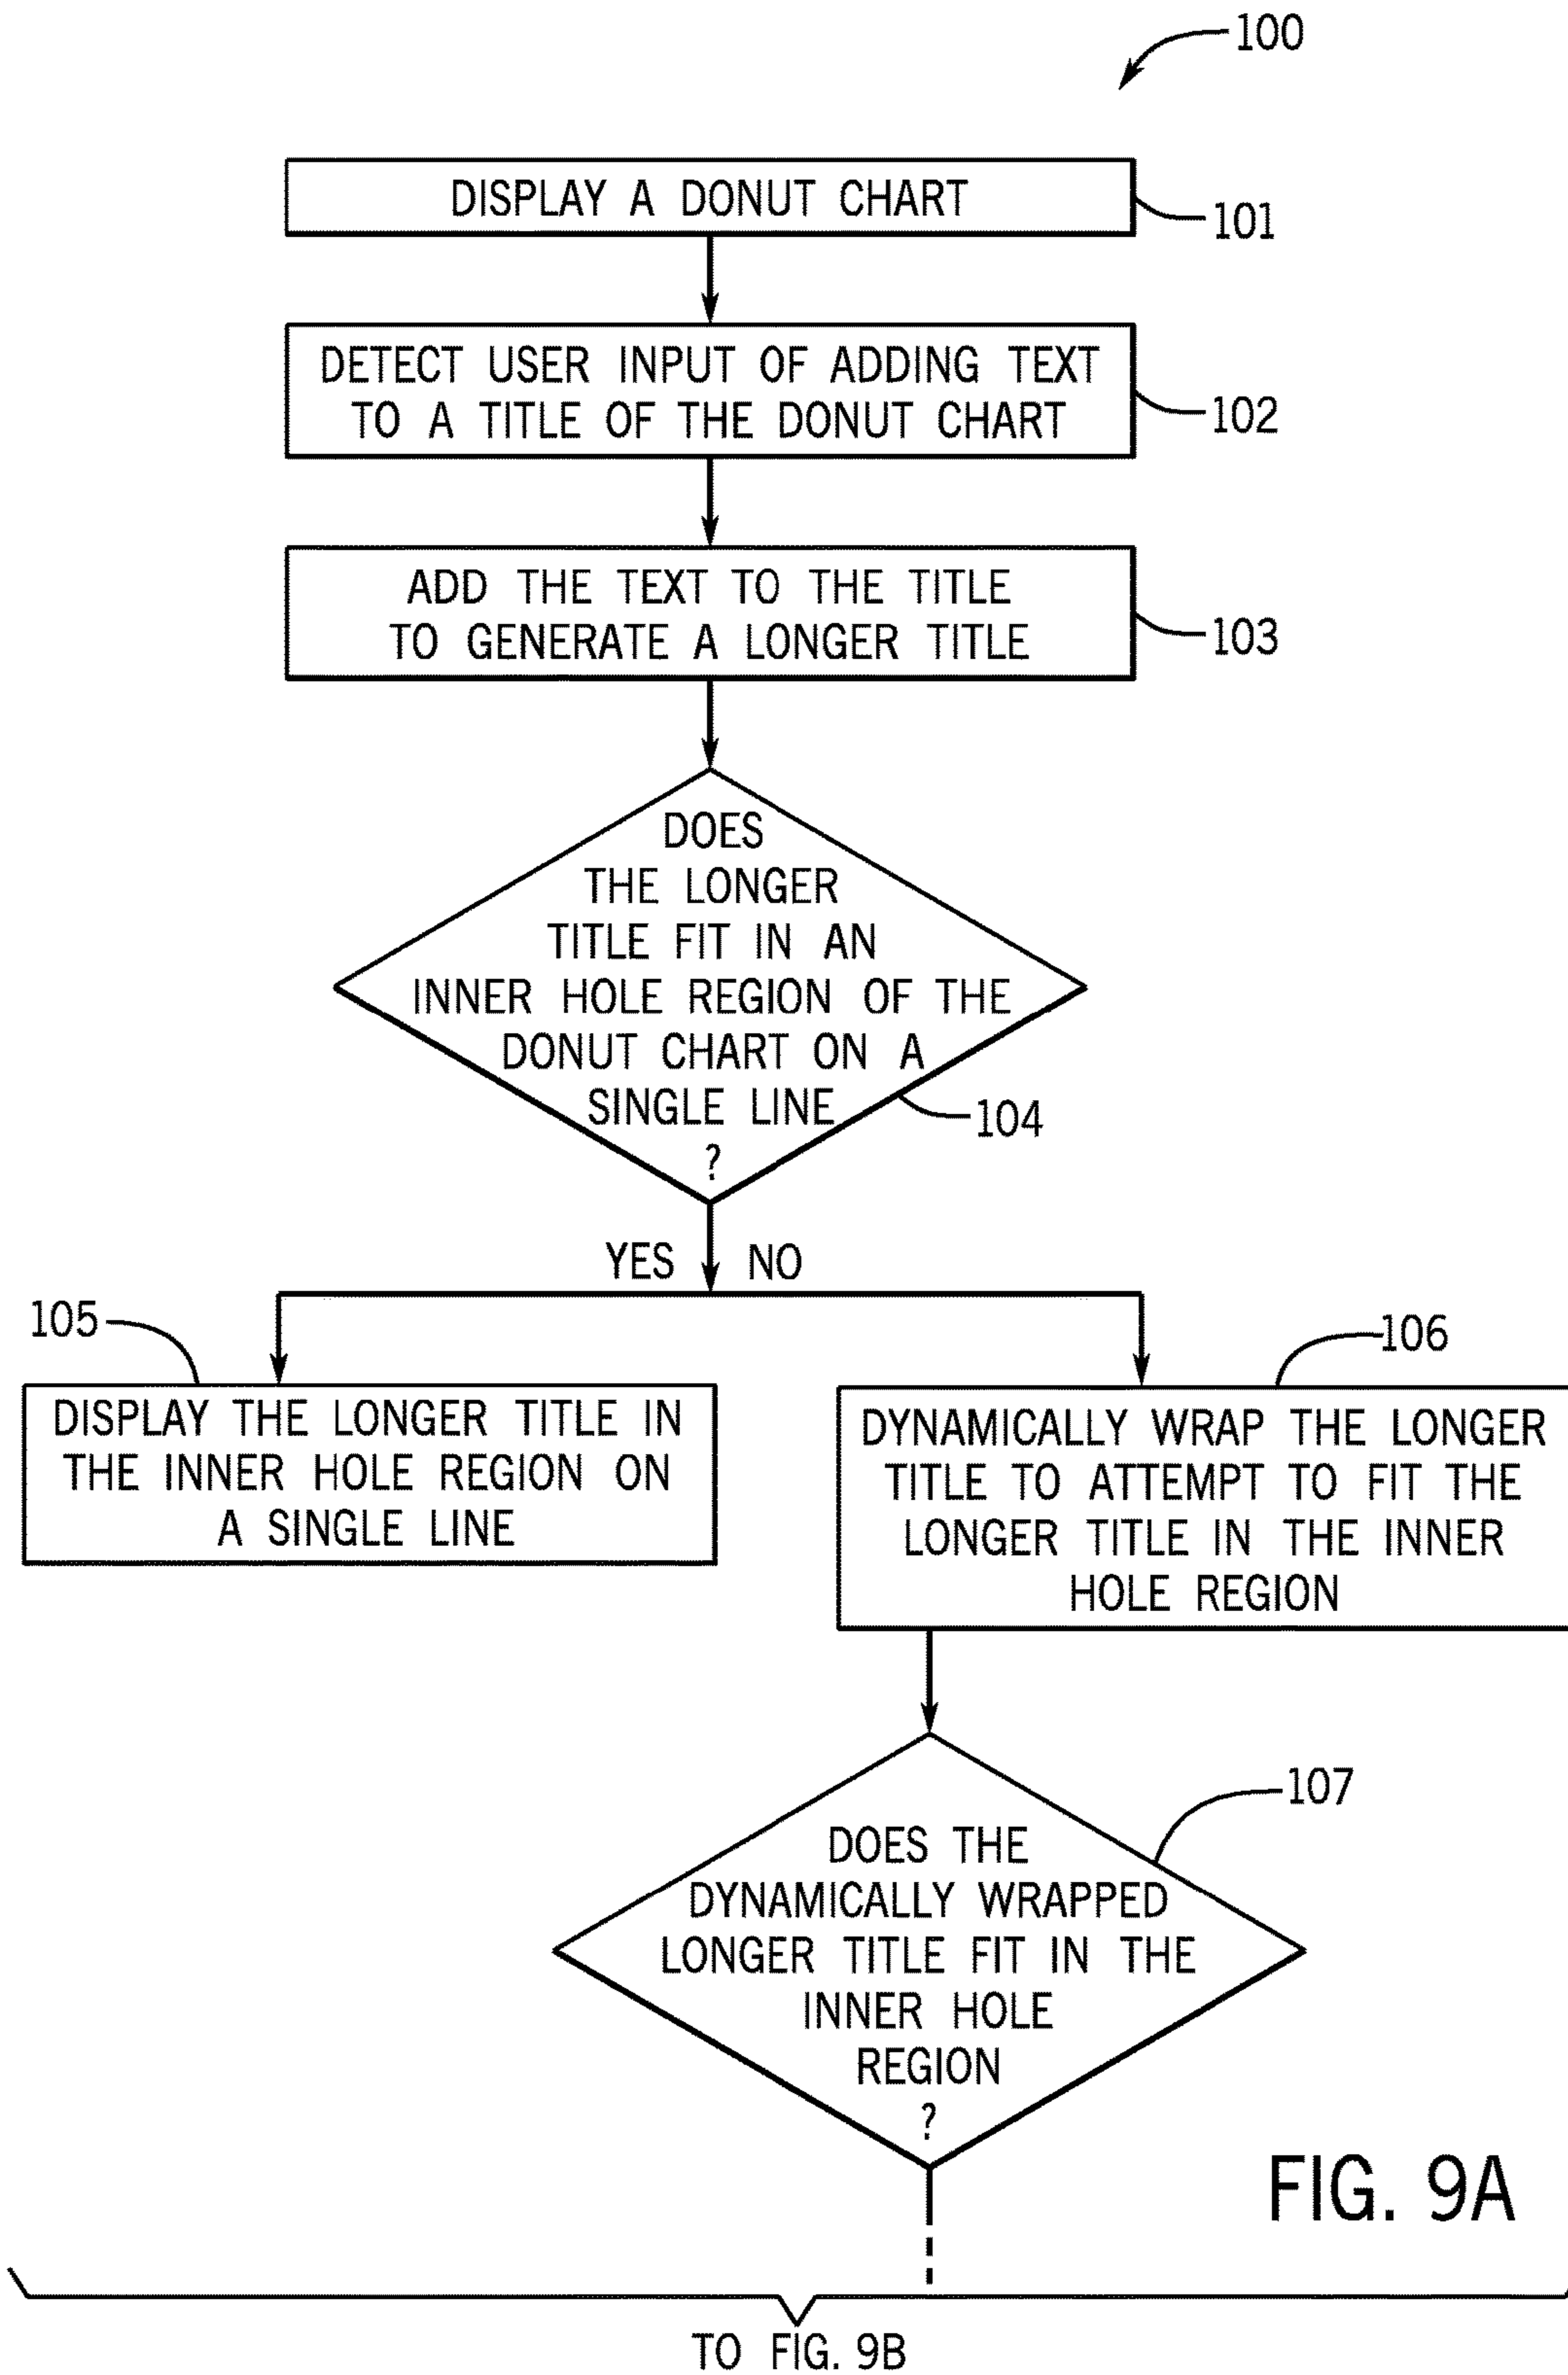 100
DISPLAY A DONUT CHART
101
DETECT USER INPUT OF ADDING TEXT
TO A TITLE OF THE DONUT CHART
102
ADD THE TEXT TO THE TITLE
TO GENERATE A LONGER TITLE
103
DOES
THE LONGER
TITLE FIT IN AN
INNER HOLE REGION OF THE
DONUT CHART ON A
SINGLE LINE
?
104
YES NO
105
DISPLAY THE LONGER TITLE IN
THE INNER HOLE REGION ON
A SINGLE LINE
106
DYNAMICALLY WRAP THE LONGER
TITLE TO ATTEMPT TO FIT THE
LONGER TITLE IN THE INNER
HOLE REGION
107
DOES THE
DYNAMICALLY WRAPPED
LONGER TITLE FIT IN THE
INNER HOLE
REGION
?
FIG. 9A
TO FIG. 9B